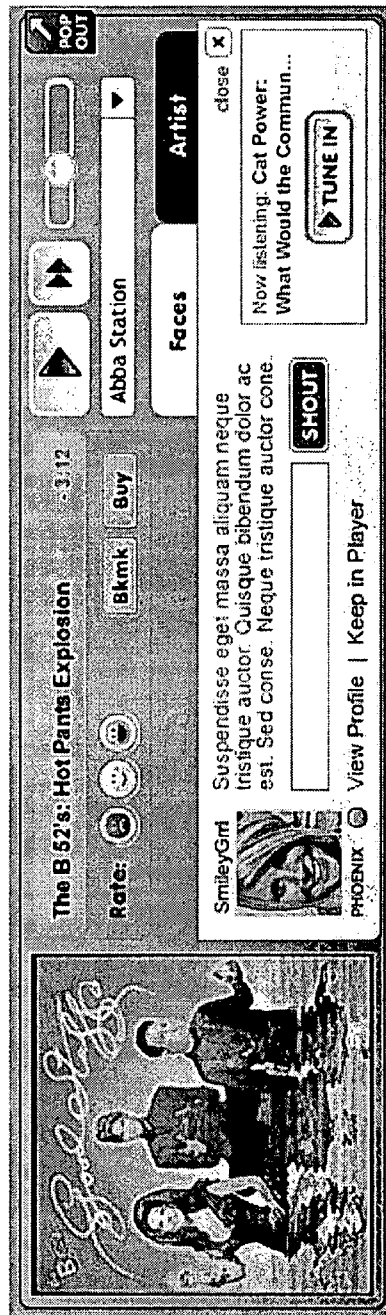 The B 52's: Hot Pants Explosion
- 3:12
POP OUT
Rate:
Bkmk
Buy
Abba Station
Faces
Artist
SmileyGrrl
PHOENIX
Suspendisse eget massa aliquam neque
tristique auctor. Quisque bibendum dolor ac
est. Sed conse. Neque tristique auctor cone..
SHOUT
View Profile | Keep in Player
close x
Now listening: Cat Power:
What Would the Commun...
TUNE IN